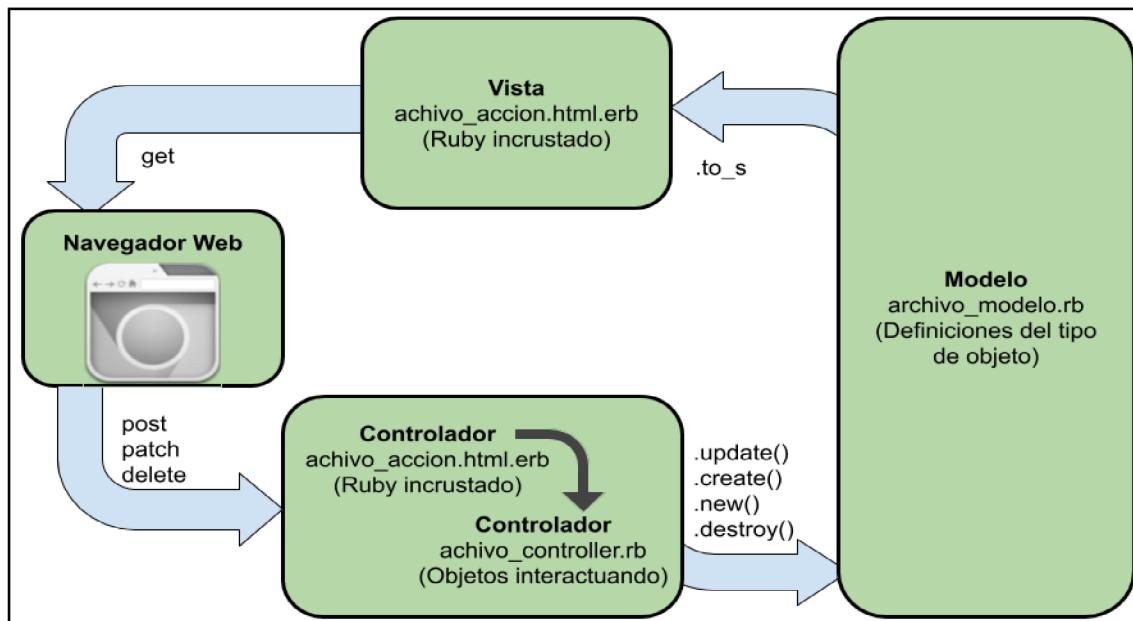 Vista
achivo_accion.html.erb
(Ruby incrustado)
get
.to_s
Navegador Web
Modelo
archivo_modelo.rb
(Definiciones del tipo
de objeto)
post
patch
delete
Controlador
achivo_accion.html.erb
(Ruby incrustado)
Controlador
achivo_controller.rb
(Objetos interactuando)
.update()
.create()
.new()
.destroy()